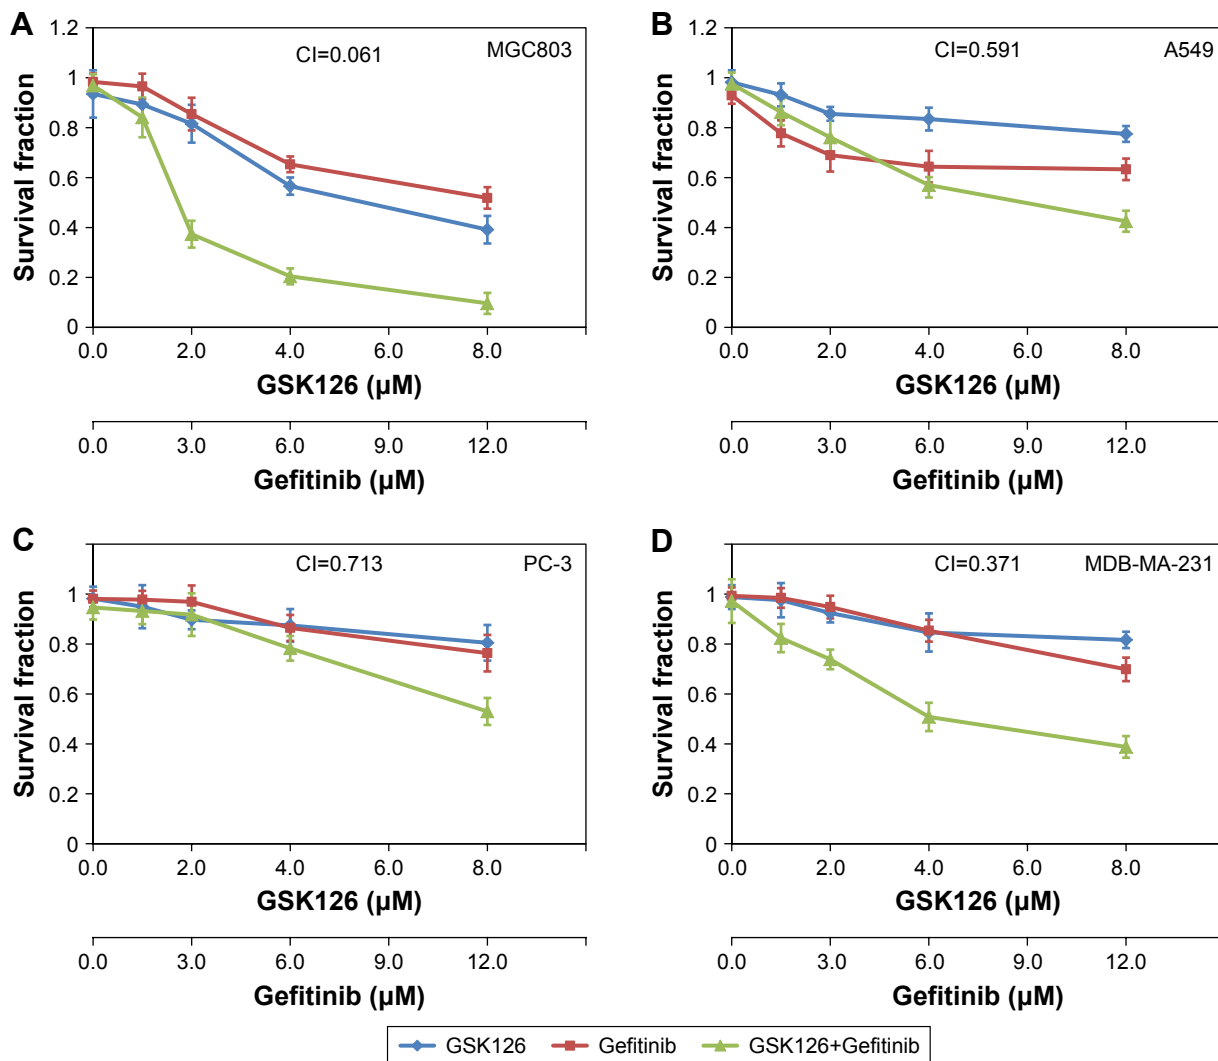 A
CI=0.061
MGC803
Survival fraction
1.2
1
0.8
0.6
0.4
0.2
0
0.0 2.0 4.0 6.0 8.0
GSK126 (µM)
0.0 3.0 6.0 9.0 12.0
Gefitinib (µM)
B
CI=0.591
A549
Survival fraction
1.2
1
0.8
0.6
0.4
0.2
0
0.0 2.0 4.0 6.0 8.0
GSK126 (µM)
0.0 3.0 6.0 9.0 12.0
Gefitinib (µM)
C
CI=0.713
PC-3
Survival fraction
1
0.8
0.6
0.4
0.2
0
0.0 2.0 4.0 6.0 8.0
GSK126 (µM)
0.0 3.0 6.0 9.0 12.0
Gefitinib (µM)
D
CI=0.371
MDB-MA-231
Survival fraction
1
0.8
0.6
0.4
0.2
0
0.0 2.0 4.0 6.0 8.0
GSK126 (µM)
0.0 3.0 6.0 9.0 12.0
Gefitinib (µM)
GSK126 Gefitinib GSK126+Gefitinib